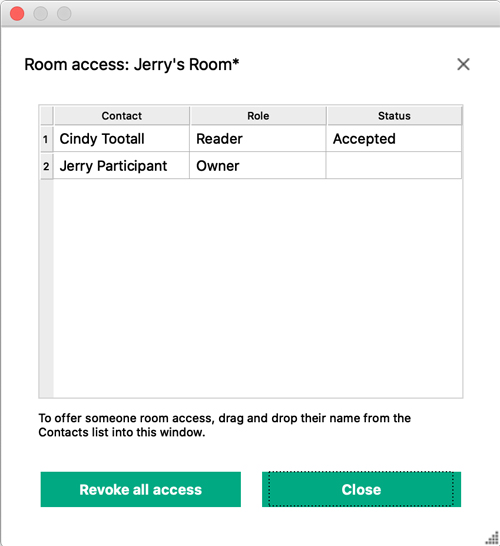 Room access: Jerry's Room*
Contact Role Status
1 Cindy Tootall Reader Accepted
2 Jerry Participant Owner
To offer someone room access, drag and drop their name from the
Contacts list into this window.
Revoke all access Close